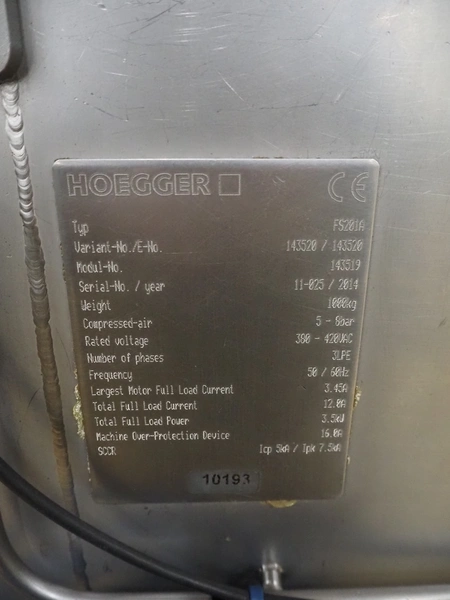 HOEGGER
CE
Typ FS201A
Variant-No./E-No. 143520 / 143520
Modul-No. 143519
Serial-No. / year 11-025 / 2014
Weight 1000kg
Compressed-air 5 - 8bar
Rated voltage 380 - 420VAC
Number of phases 3LPE
Frequency 50 / 60Hz
Largest Motor Full Load Current 3.45A
Total Full Load Current 12.0A
Total Full Load Power 3.5kW
Machine Over-Protection Device 16.0A
SCCR Icp 5kA / Ipk 7.5kA
10193